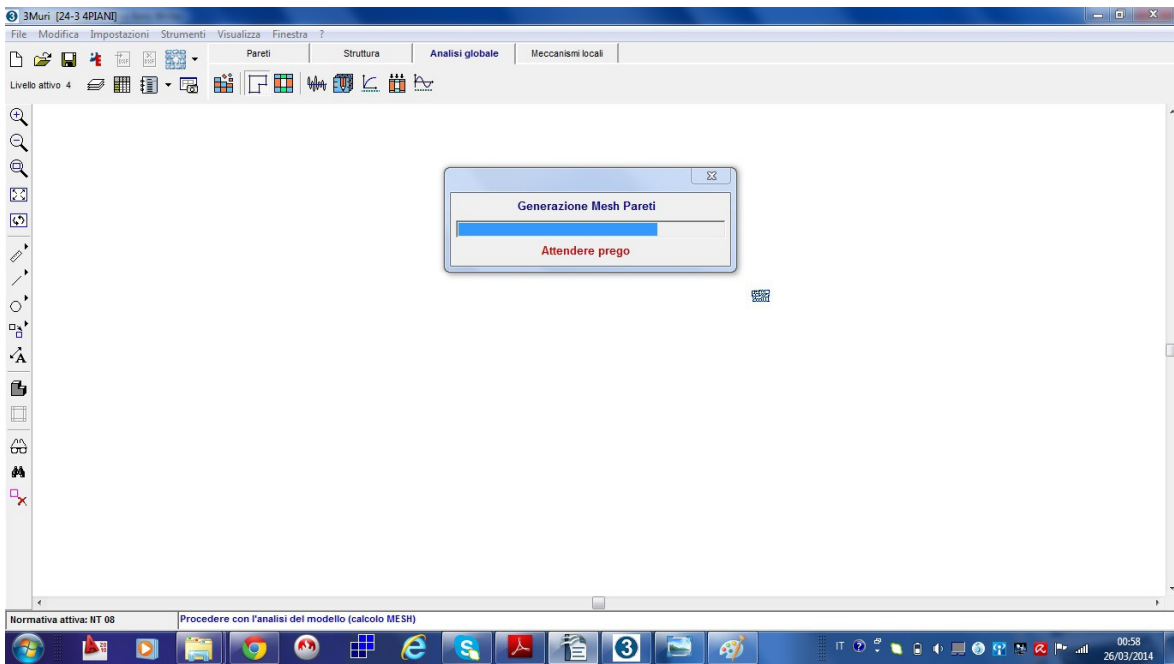 3Muri [24-3 4PIANI]
File Modifica Impostazioni Strumenti Visualizza Finestra ?
Pareti Struttura Analisi globale Meccanismi locali
Livello attivo 4
Generazione Mesh Pareti
Attendere prego
Normativa attiva: NT 08 Procedere con l'analisi del modello (calcolo MESH)
IT 00:58
26/03/2014